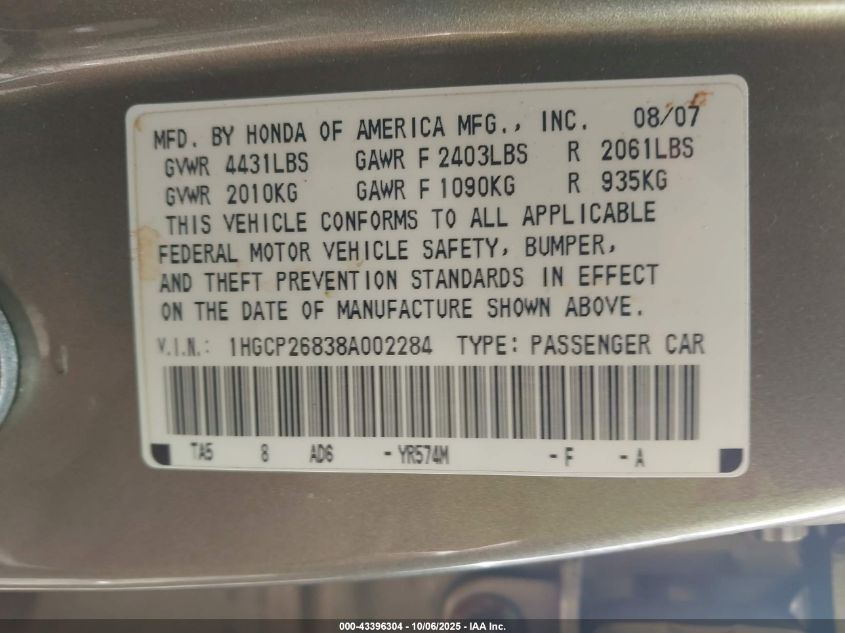 MFD. BY HONDA OF AMERICA MFG., INC. 08/07
GVWR 4431LBS GAWR F 2403LBS R 2061LBS
GVWR 2010KG GAWR F 1090KG R 935KG
THIS VEHICLE CONFORMS TO ALL APPLICABLE
FEDERAL MOTOR VEHICLE SAFETY, BUMPER,
AND THEFT PREVENTION STANDARDS IN EFFECT
ON THE DATE OF MANUFACTURE SHOWN ABOVE.
V.I.N.: 1HGCP26838A002284 TYPE: PASSENGER CAR
TA5 8 AD6 - YR574M - F - A
000-43396304 - 10/06/2025 - IAA Inc.